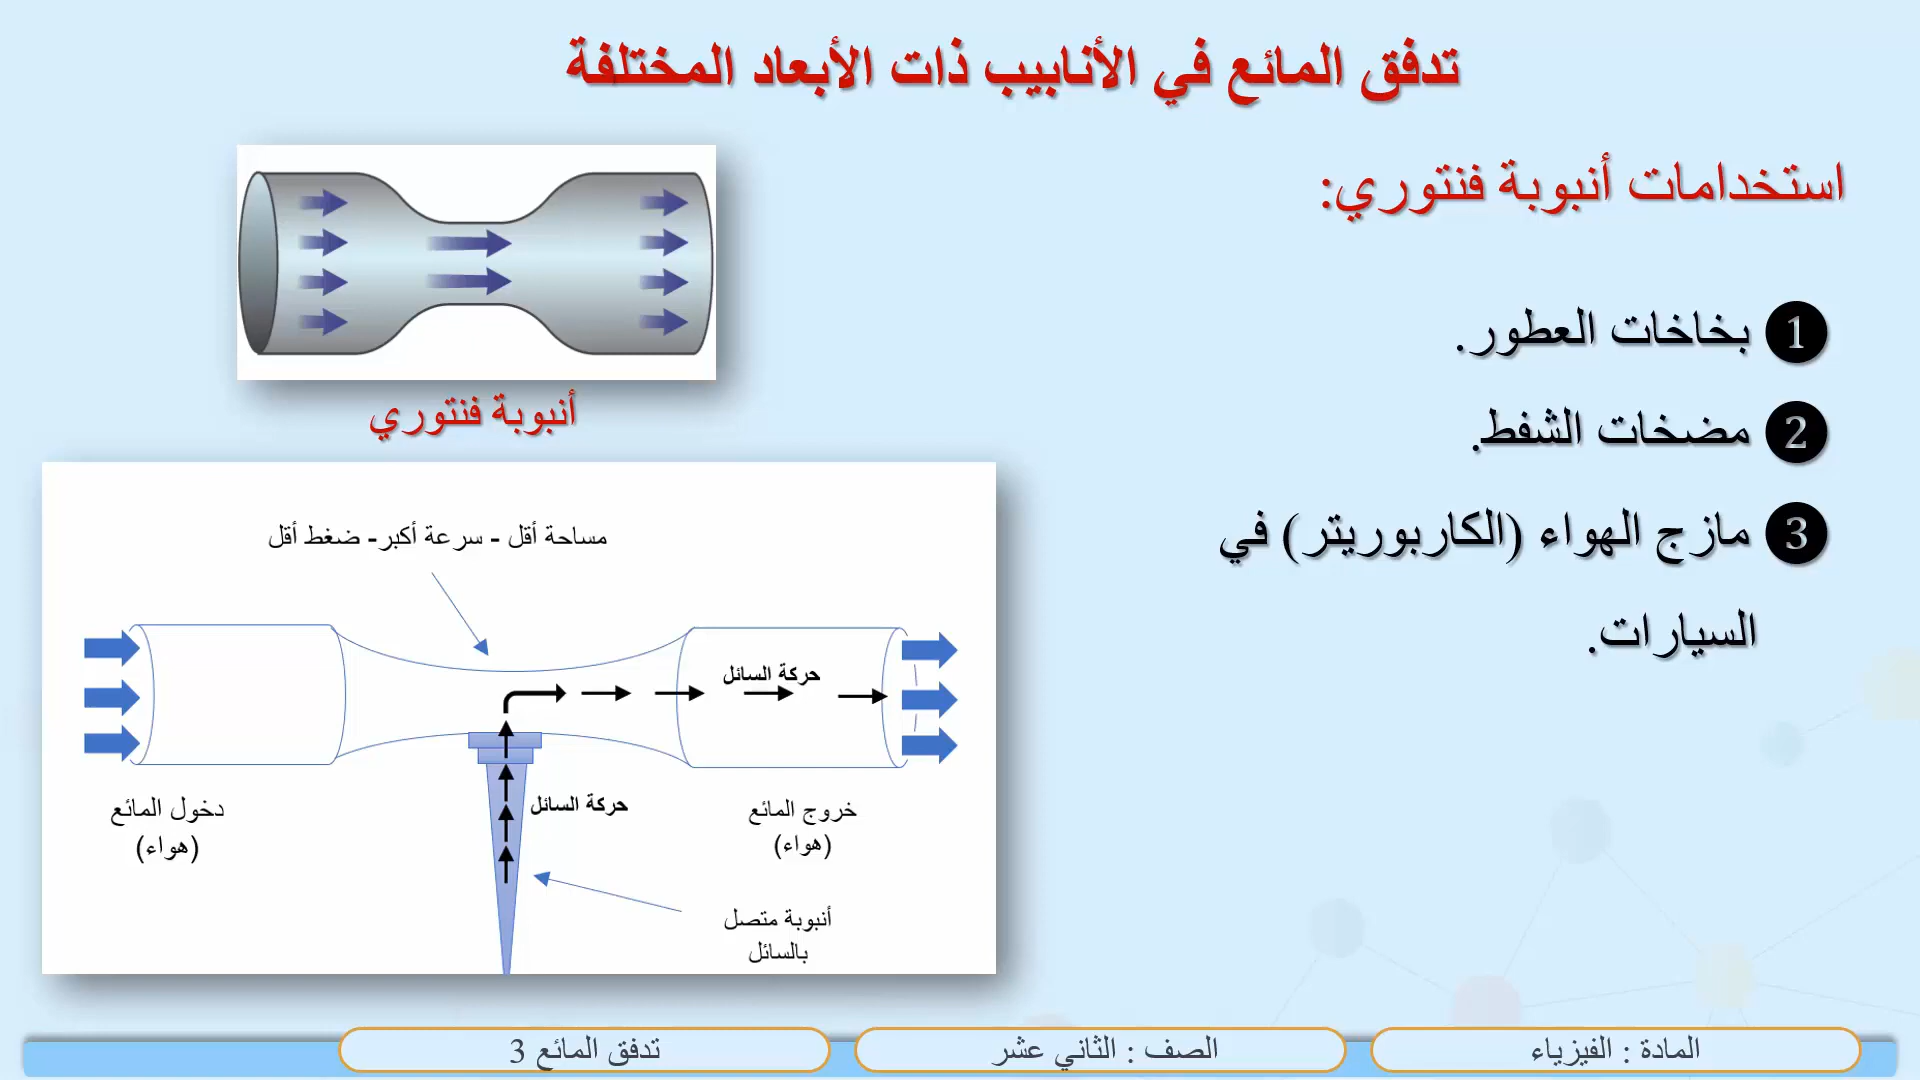 تدفق المائع في الأنابيب ذات الأبعاد المختلفة
استخدامات أنبوبة فنتوري:
1 بخاخات العطور.
2 مضخات الشفط.
3 مازج الهواء (الكاربوريتر) في
السيارات.
أنبوبة فنتوري
مساحة أقل - سرعة أكبر- ضغط أقل
حركة السائل
حركة السائل
دخول المائع
(هواء)
خروج المائع
(هواء)
أنبوبة متصل
بالسائل
المادة : الفيزياء
الصف : الثاني عشر
تدفق المائع 3